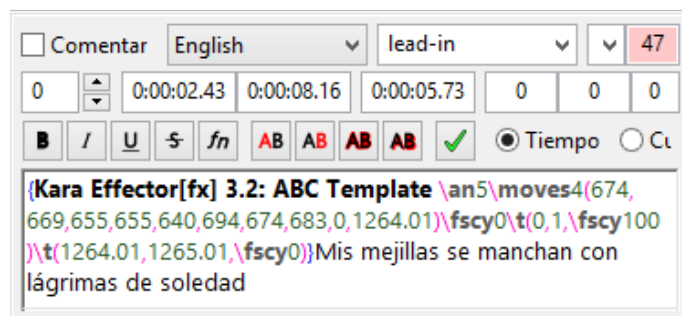 Comentar English lead-in 47
0 0:00:02.43 0:00:08.16 0:00:05.73 0 0 0
B I U S fn AB AB AB AB Tiempo Cu
{Kara Effector[fx] 3.2: ABC Template \an5\moves4(674,
669,655,655,640,694,674,683,0,1264.01)\fscy0\t(0,1,\fscy100
)\t(1264.01,1265.01,\fscy0)}Mis mejillas se manchan con
lágrimas de soledad